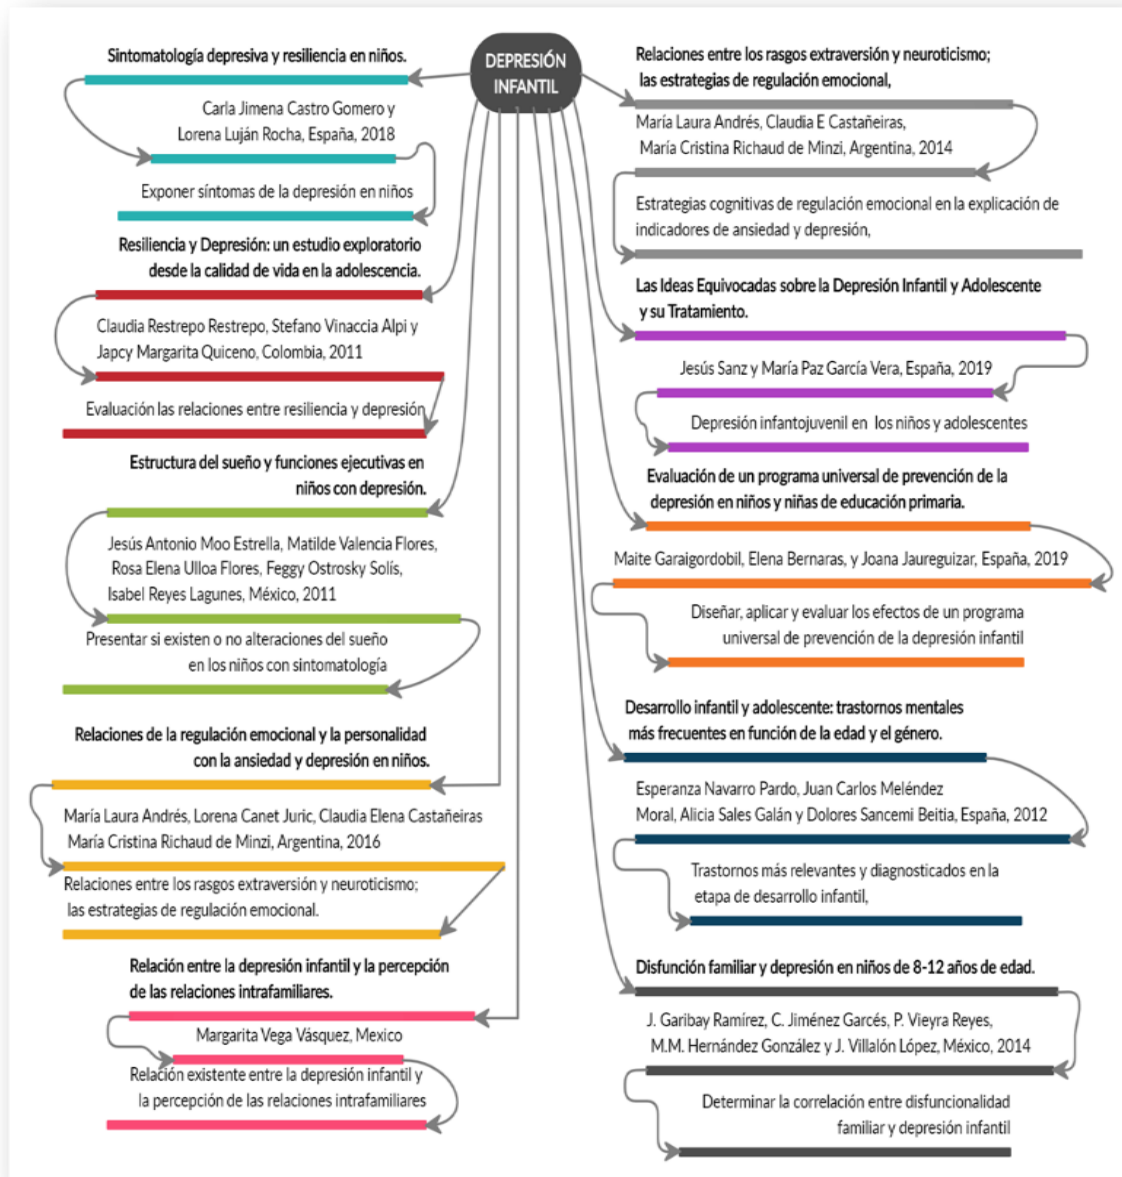 DEPRESIÓN
INFANTIL
Sintomatología depresiva y resiliencia en niños.
Carla Jimena Castro Gomero y
Lorena Luján Rocha, España, 2018
Exponer síntomas de la depresión en niños
Resiliencia y Depresión: un estudio exploratorio
desde la calidad de vida en la adolescencia.
Claudia Restrepo Restrepo, Stefano Vinaccia Alpi y
Japcy Margarita Quiceno, Colombia, 2011
Evaluación las relaciones entre resiliencia y depresión
Estructura del sueño y funciones ejecutivas en
niños con depresión.
Jesús Antonio Moo Estrella, Matilde Valencia Flores,
Rosa Elena Ulloa Flores, Feggy Ostrosky Solís,
Isabel Reyes Lagunes, México, 2011
Presentar si existen o no alteraciones del sueño
en los niños con sintomatología
Relaciones de la regulación emocional y la personalidad
con la ansiedad y depresión en niños.
María Laura Andrés, Lorena Canet Juric, Claudia Elena Castañeiras
María Cristina Richaud de Minzi, Argentina, 2016
Relaciones entre los rasgos extraversión y neuroticismo;
las estrategias de regulación emocional.
Relación entre la depresión infantil y la percepción
de las relaciones intrafamiliares.
Margarita Vega Vásquez, Mexico
Relación existente entre la depresión infantil y
la percepción de las relaciones intrafamiliares
Relaciones entre los rasgos extraversión y neuroticismo;
las estrategias de regulación emocional,
María Laura Andrés, Claudia E Castañeiras,
María Cristina Richaud de Minzi, Argentina, 2014
Estrategias cognitivas de regulación emocional en la explicación de
indicadores de ansiedad y depresión,
Las Ideas Equivocadas sobre la Depresión Infantil y Adolescente
y su Tratamiento.
Jesús Sanz y María Paz García Vera, España, 2019
Depresión infantojuvenil en los niños y adolescentes
Evaluación de un programa universal de prevención de la
depresión en niños y niñas de educación primaria.
Maite Garaigordobil, Elena Bernaras, y Joana Jaureguizar, España, 2019
Diseñar, aplicar y evaluar los efectos de un programa
universal de prevención de la depresión infantil
Desarrollo infantil y adolescente: trastornos mentales
más frecuentes en función de la edad y el género.
Esperanza Navarro Pardo, Juan Carlos Meléndez
Moral, Alicia Sales Galán y Dolores Sancemi Beitia, España, 2012
Trastornos más relevantes y diagnosticados en la
etapa de desarrollo infantil,
Disfunción familiar y depresión en niños de 8-12 años de edad.
J. Garibay Ramírez, C. Jiménez Garcés, P. Vieyra Reyes,
M.M. Hernández González y J. Villalón López, México, 2014
Determinar la correlación entre disfuncionalidad
familiar y depresión infantil